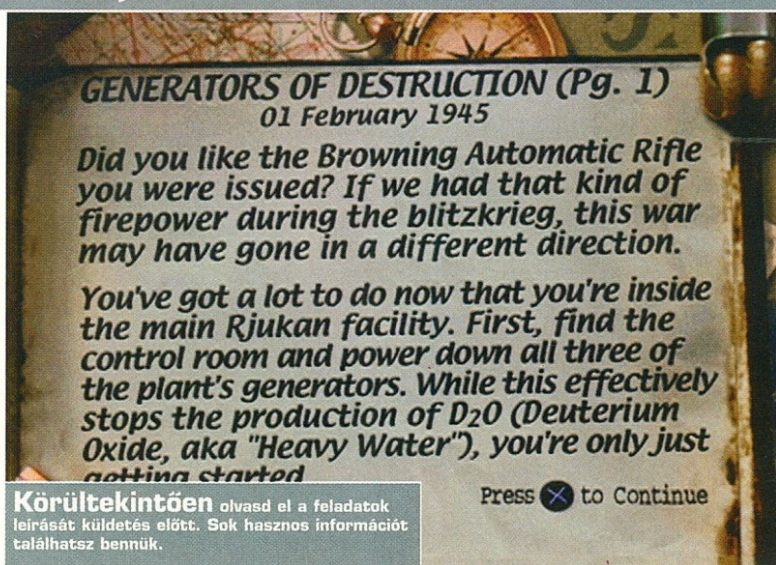 GENERATORS OF DESTRUCTION (Pg. 1)
01 February 1945
Did you like the Browning Automatic Rifle
you were issued? If we had that kind of
firepower during the blitzkrieg, this war
may have gone in a different direction.
You've got a lot to do now that you're inside
the main Rjukan facility. First, find the
control room and power down all three of
the plant's generators. While this effectively
stops the production of D2O (Deuterium
Oxide, aka "Heavy Water"), you're only just
getting started
Press X to Continue
Körültekintően olvasd el a feladatok
leírását küldetés előtt. Sok hasznos információt
találhatsz bennük.